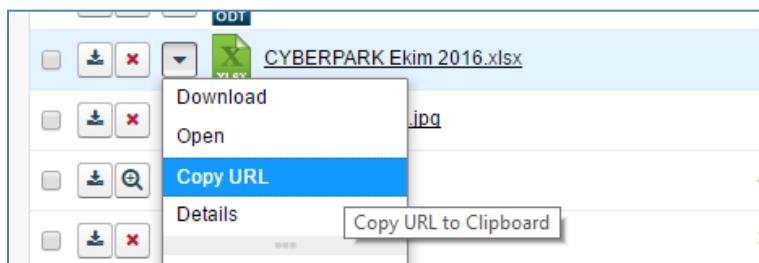 ODT
CYBERPARK Ekim 2016.xlsx
XLSX
Download
.jpg
Open
Copy URL
Details
Copy URL to Clipboard